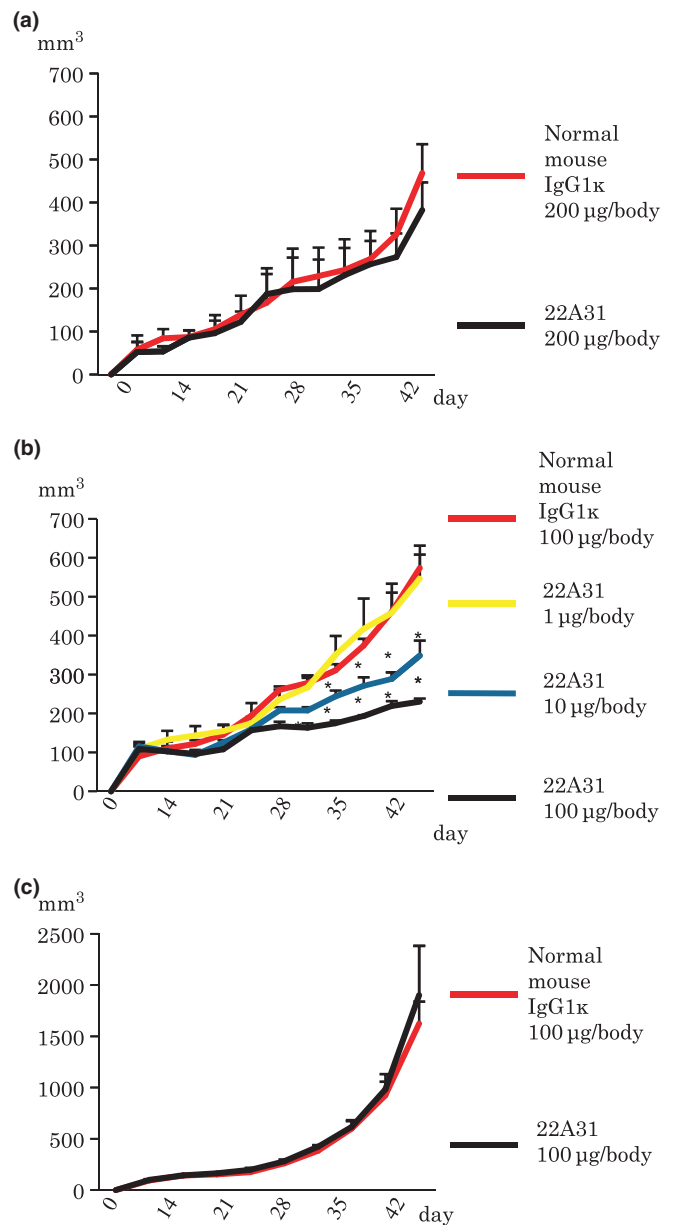 (a)
mm³
700
600
500
400
300
200
100
0
0
14
21
28
35
42
day
Normal
mouse
IgG1κ
200 µg/body
22A31
200 µg/body
(b)
mm³
700
600
500
400
300
200
100
0
0
14
21
28
35
42
day
*
*
*
*
*
*
*
*
Normal
mouse
IgG1κ
100 µg/body
22A31
1 µg/body
22A31
10 µg/body
22A31
100 µg/body
(c)
mm³
2500
2000
1500
1000
500
0
0
14
21
28
35
42
day
Normal
mouse
IgG1κ
100 µg/body
22A31
100 µg/body